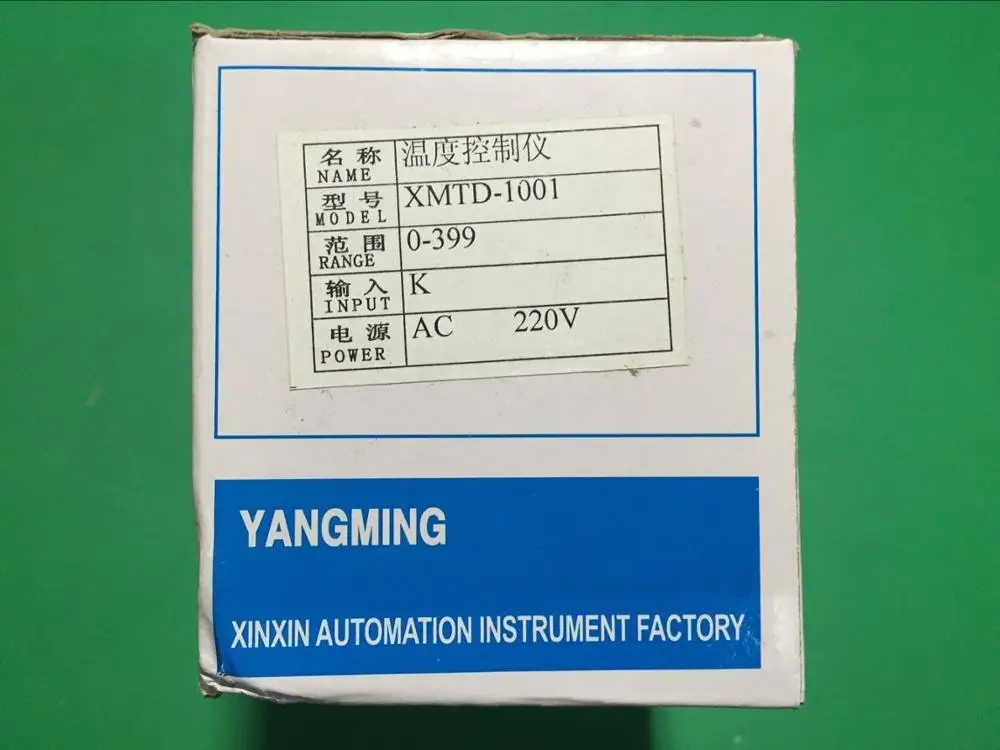 名称 温度控制仪
NAME
型号 XMTD-1001
MODEL
范围 0-399
RANGE
输入 K
INPUT
电源 AC 220V
POWER
YANGMING
XINXIN AUTOMATION INSTRUMENT FACTORY